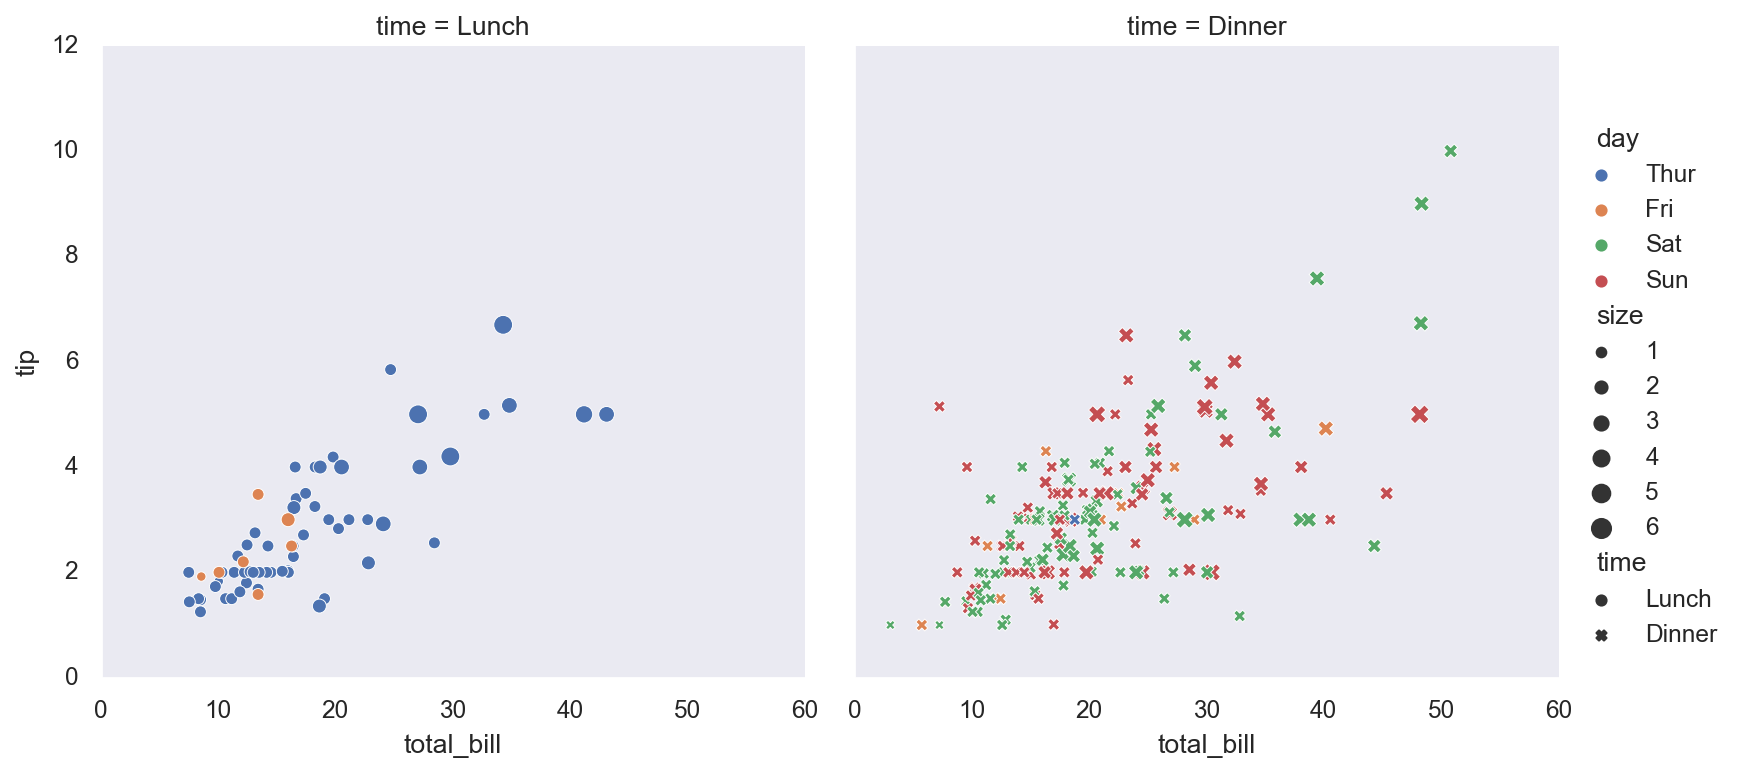 time = Lunch
time = Dinner
12
10
8
6
4
2
0
tip
0 10 20 30 40 50 60
0 10 20 30 40 50 60
total_bill
total_bill
day
Thur
Fri
Sat
Sun
size
1
2
3
4
5
6
time
Lunch
Dinner